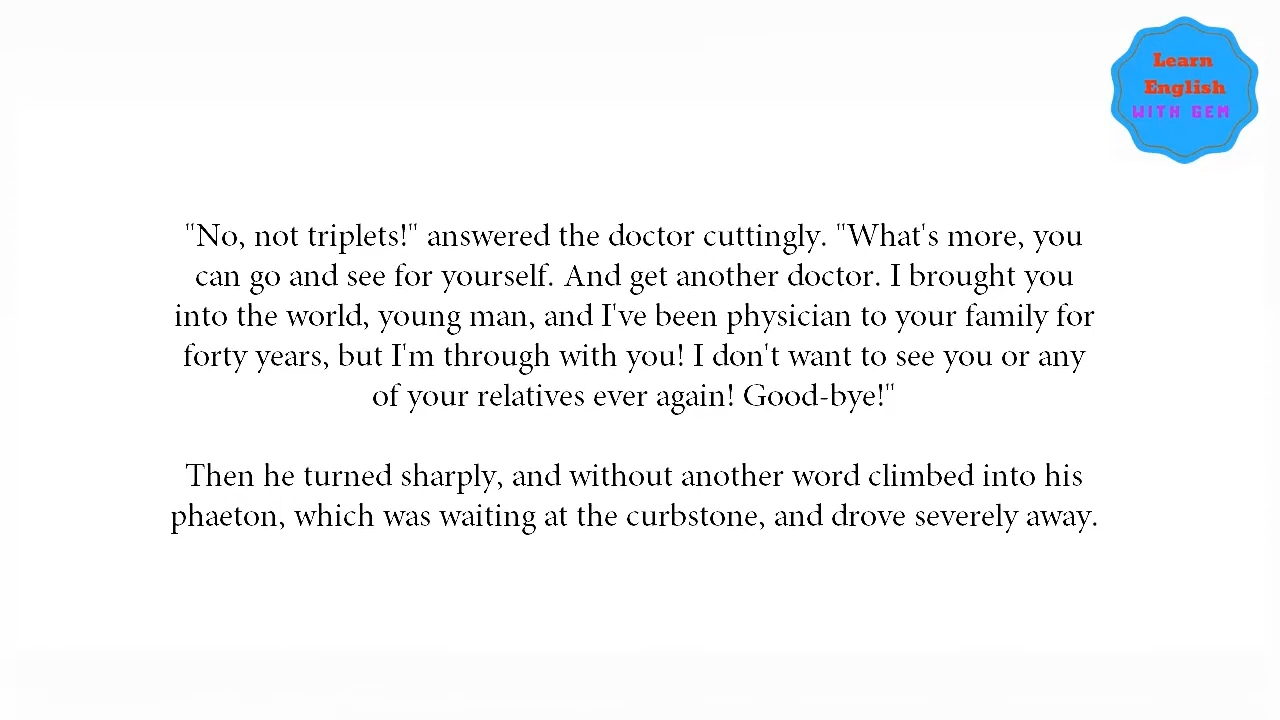 Learn
English
WITH GEM
"No, not triplets!" answered the doctor cuttingly. "What's more, you
can go and see for yourself. And get another doctor. I brought you
into the world, young man, and I've been physician to your family for
forty years, but I'm through with you! I don't want to see you or any
of your relatives ever again! Good-bye!"
Then he turned sharply, and without another word climbed into his
phaeton, which was waiting at the curbstone, and drove severely away.